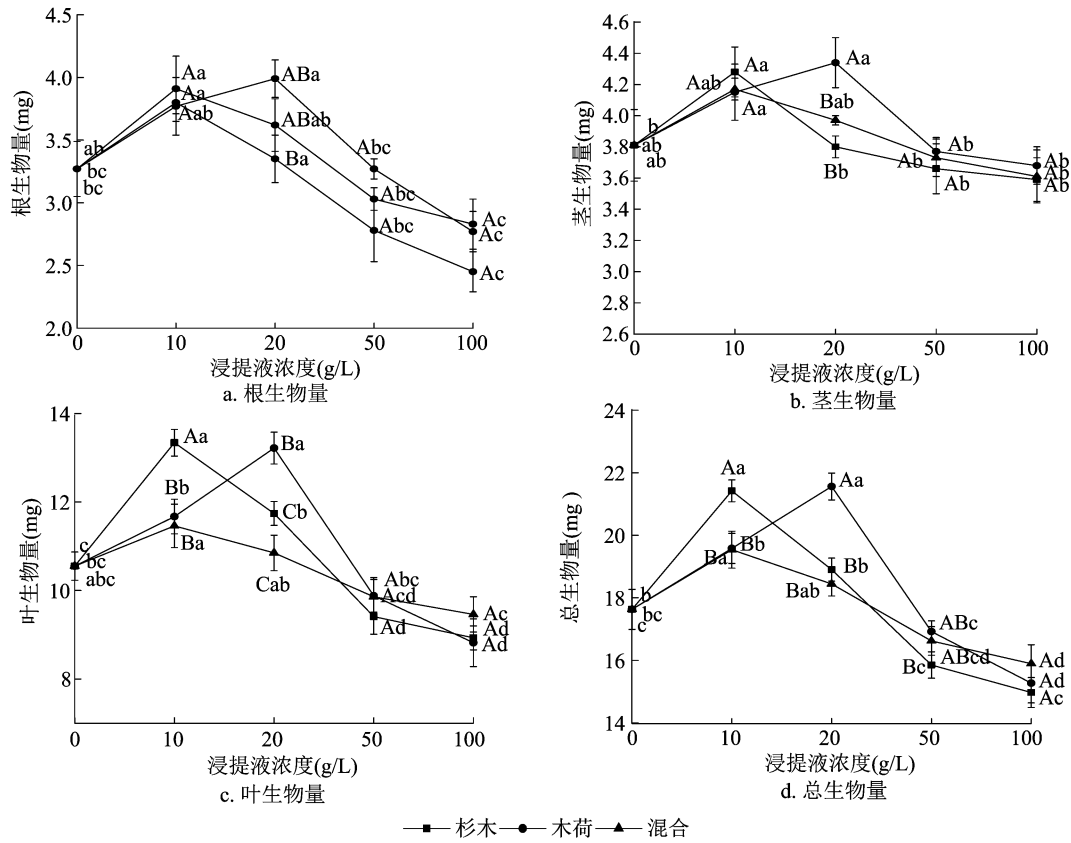 4.5
4.0
3.5
3.0
2.5
2.0
根生物量(mg)
Aa
Aa
Aab
ABa
ABab
Ba
Abc
Abc
Abc
Ac
Ac
Ac
ab
bc
bc
0 10 20 50 100
浸提液浓度(g/L)
a. 根生物量
4.6
4.4
4.2
4.0
3.8
3.6
3.4
3.2
3.0
2.8
2.6
茎生物量(mg)
Aa
Aab
Aa
Aa
Bab
Bb
Ab
Ab
Ab
Ab
Ab
Ab
b
ab
ab
0 10 20 50 100
浸提液浓度(g/L)
b. 茎生物量
14
12
10
8
叶生物量(mg)
Aa
Bb
Ba
Ba
Cb
Cab
Abc
Acd
Ad
Ac
Ad
Ad
c
bc
abc
0 10 20 50 100
浸提液浓度(g/L)
c. 叶生物量
24
22
20
18
16
14
总生物量(mg )
Aa
Bb
Ba
Aa
Bb
Bab
ABc
ABcd
Bc
Ad
Ad
Ac
b
bc
c
0 10 20 50 100
浸提液浓度(g/L)
d. 总生物量
杉木 木荷 混合